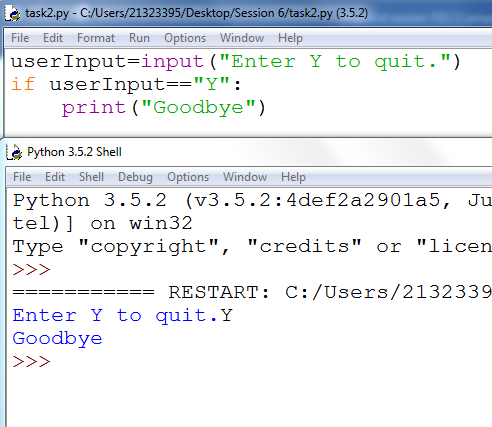 task2.py - C:/Users/21323395/Desktop/Session 6/task2.py (3.5.2)
File Edit Format Run Options Window Help
userInput=input("Enter Y to quit.")
if userInput=="Y":
    print("Goodbye")
Python 3.5.2 Shell
File Edit Shell Debug Options Window Help
Python 3.5.2 (v3.5.2:4def2a2901a5, Ju
tel)] on win32
Type "copyright", "credits" or "licen
>>>
=========== RESTART: C:/Users/2132339
Enter Y to quit.Y
Goodbye
>>>